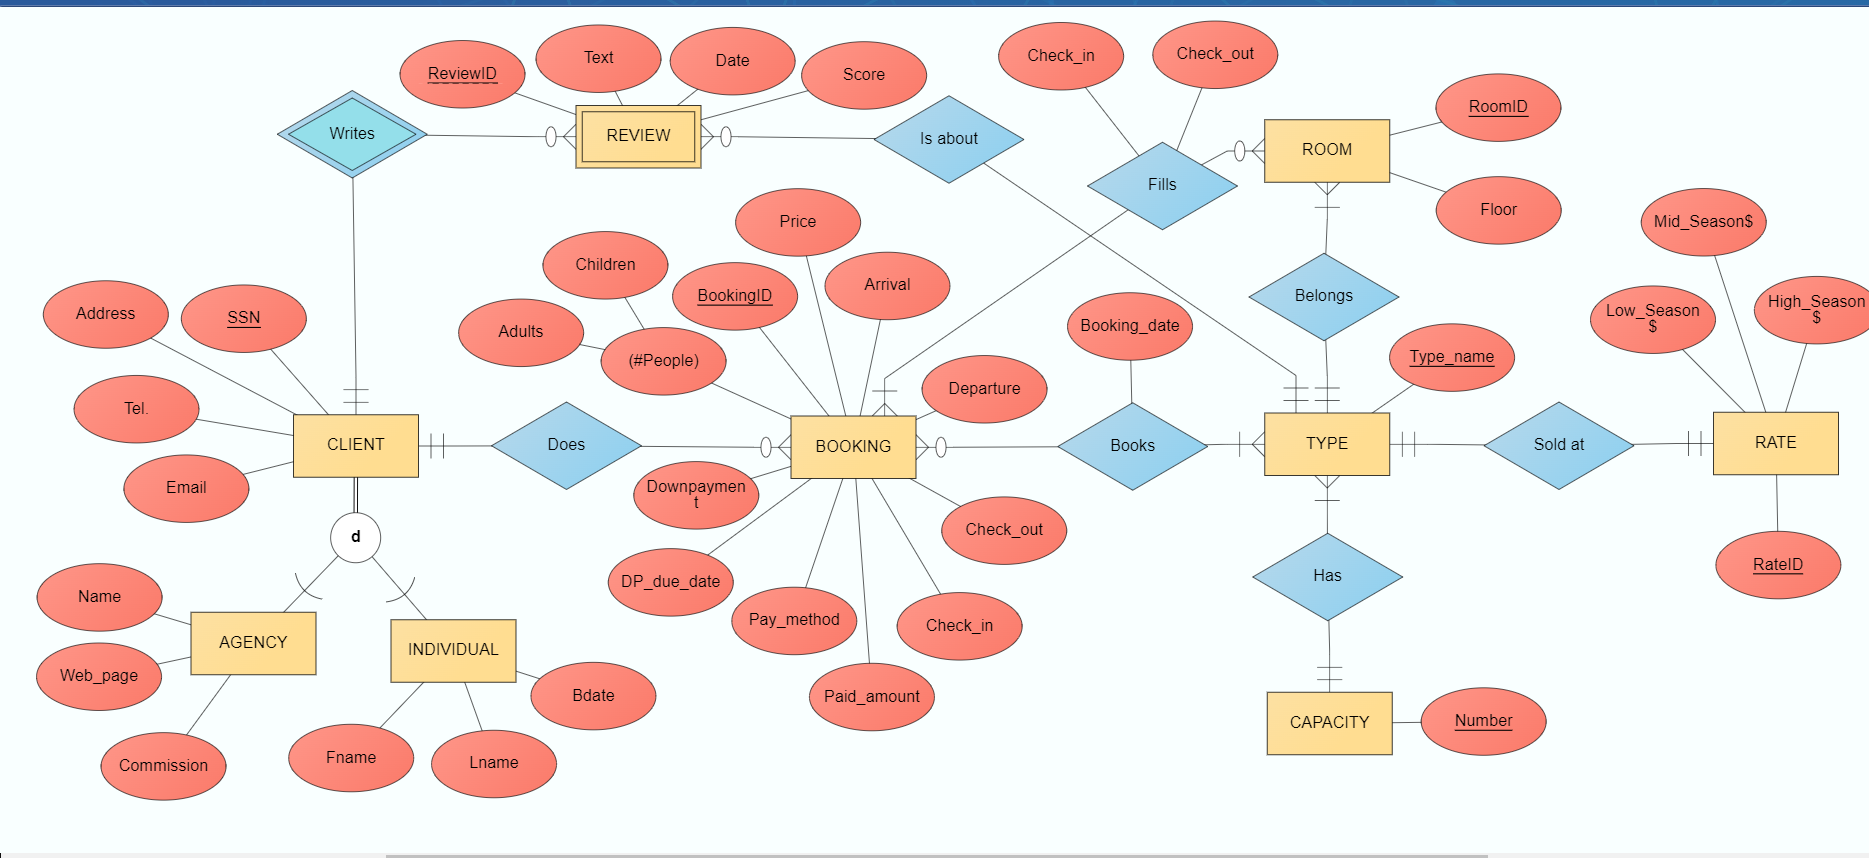 Check_in
Check_out
ReviewID
Text
Date
Score
RoomID
Writes
REVIEW
Is about
ROOM
Fills
Floor
Price
Mid_Season$
Children
BookingID
Arrival
Belongs
Address
SSN
Adults
(#People)
Booking_date
Type_name
Low_Season
$
High_Season
$
Departure
Tel.
CLIENT
Does
BOOKING
Books
TYPE
Sold at
RATE
Email
Downpaymen
t
Check_out
d
DP_due_date
Has
RateID
Name
Pay_method
Check_in
AGENCY
INDIVIDUAL
Web_page
Bdate
Paid_amount
CAPACITY
Number
Commission
Fname
Lname